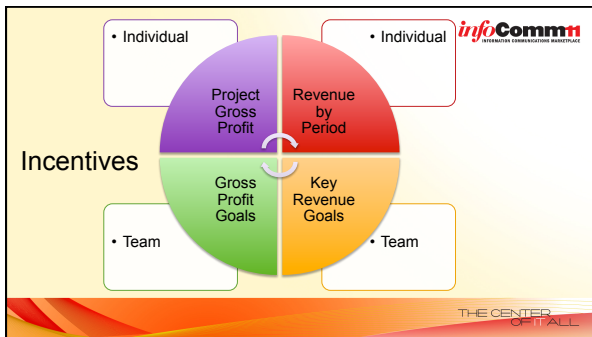 • Individual
• Individual
infoComm11
INFORMATION COMMUNICATIONS MARKETPLACE
Project
Gross
Profit
Revenue
by
Period
Incentives
Gross
Profit
Goals
Key
Revenue
Goals
• Team
• Team
THE CENTER
OF IT ALL